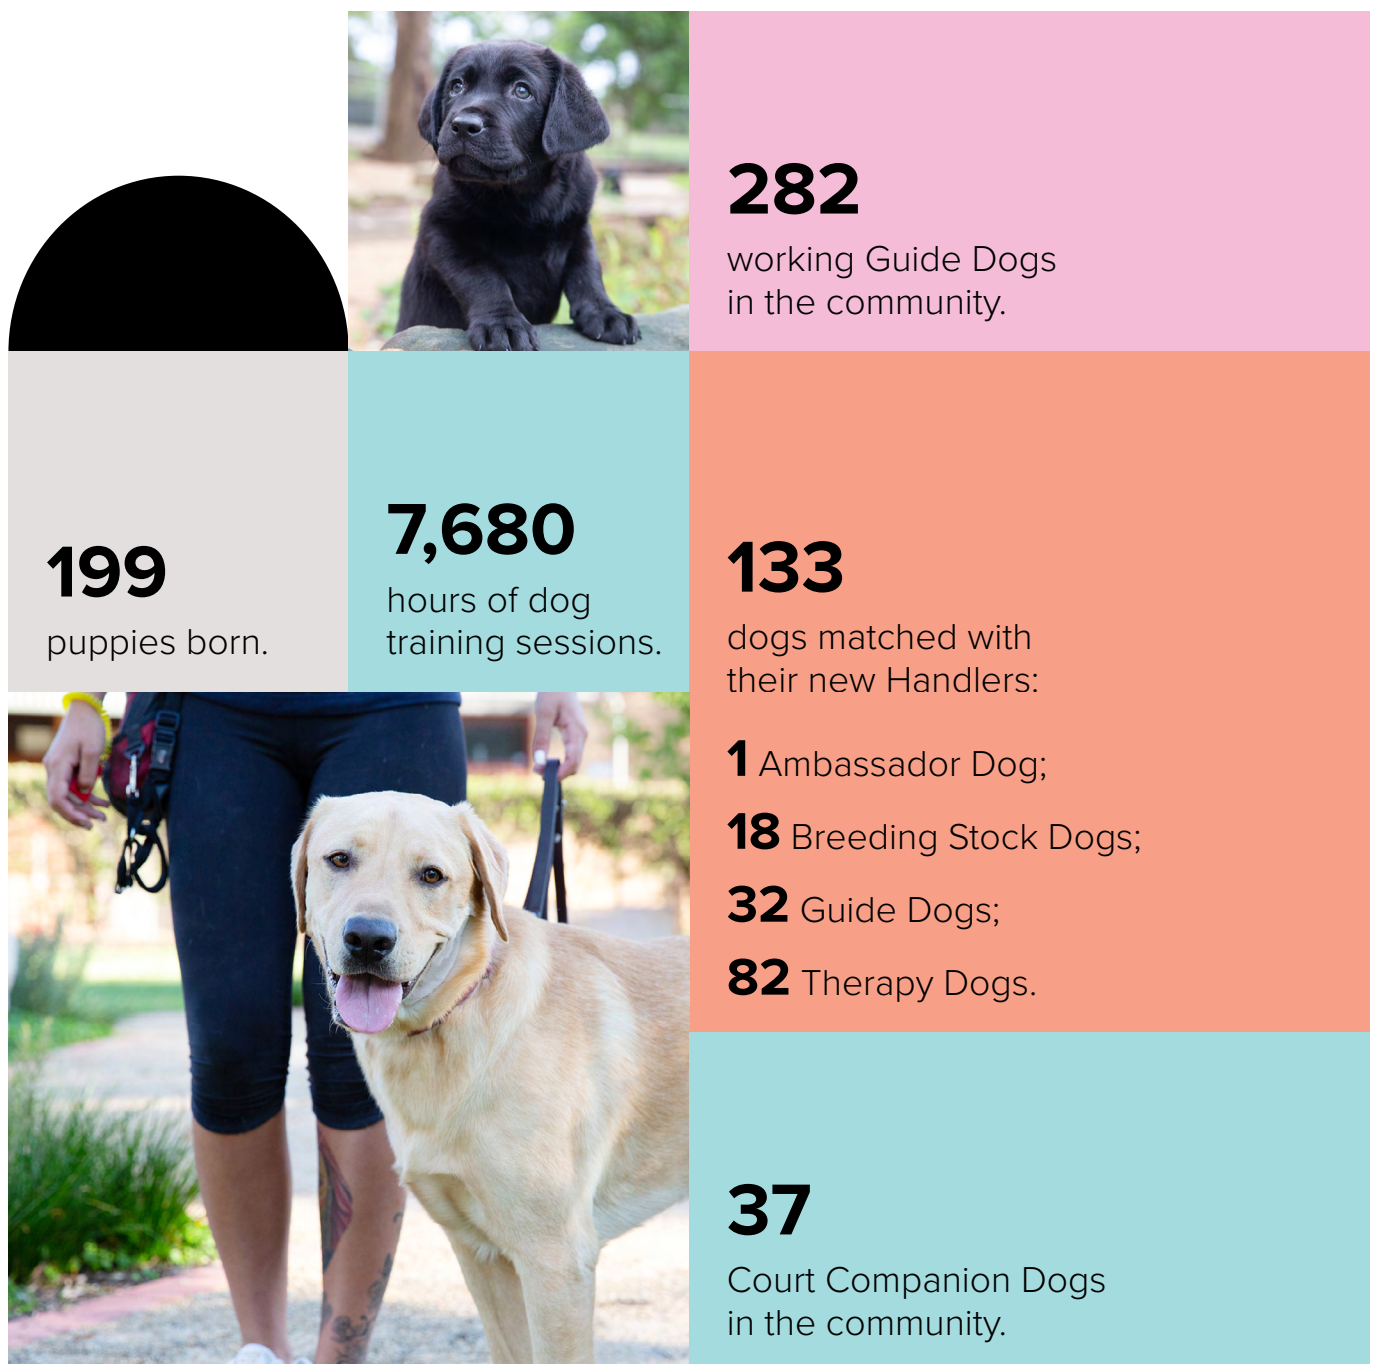 282
working Guide Dogs
in the community.
199
puppies born.
7,680
hours of dog
training sessions.
133
dogs matched with
their new Handlers:
1 Ambassador Dog;
18 Breeding Stock Dogs;
32 Guide Dogs;
82 Therapy Dogs.
37
Court Companion Dogs
in the community.